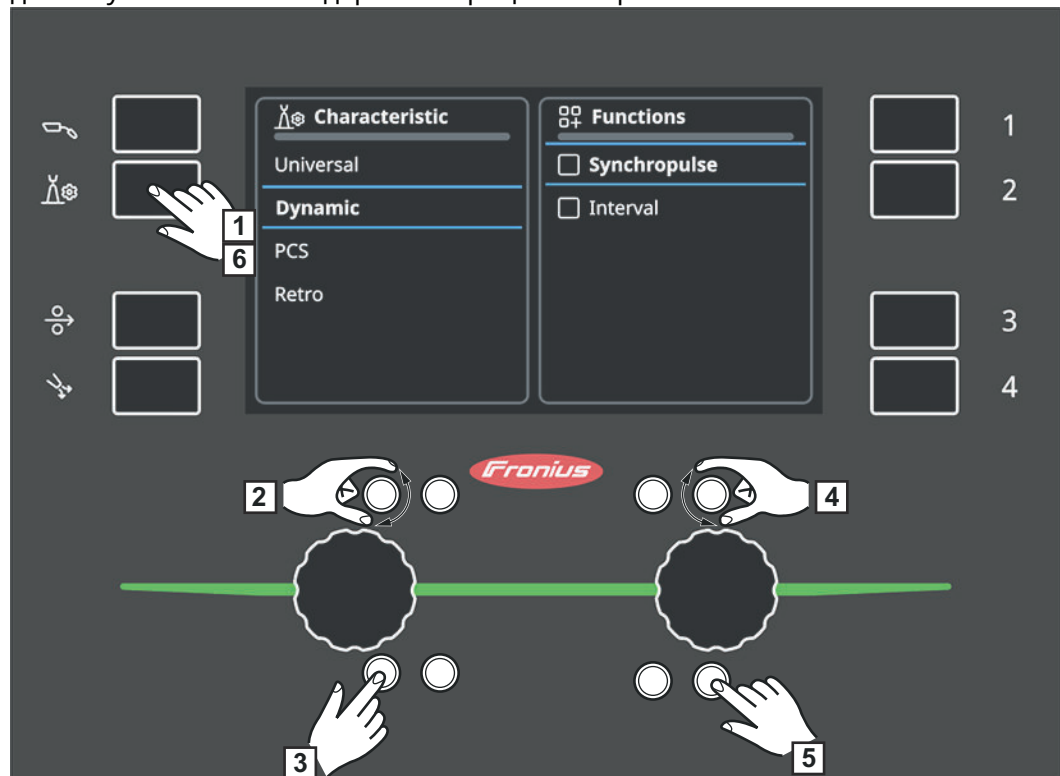 Characteristic
Functions
1
Universal
Synchropulse
2
Dynamic
Interval
1
6
PCS
Retro
3
4
Fronius
2
4
3
5